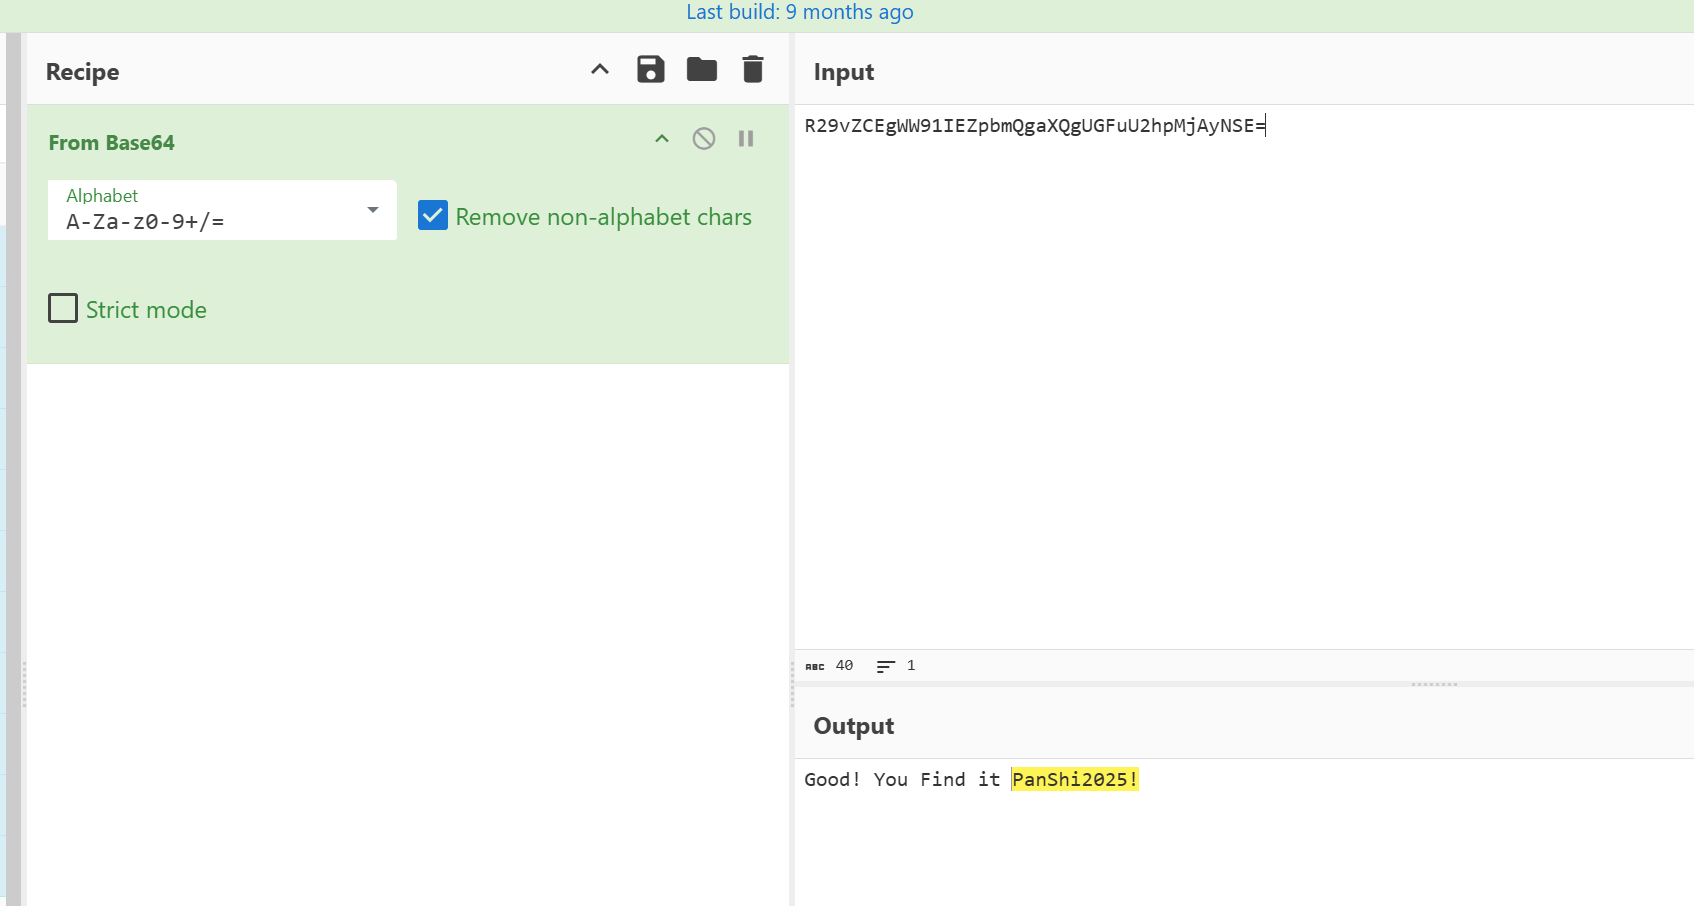 Last build: 9 months ago
Recipe
From Base64
Alphabet
A-Za-z0-9+/=
Remove non-alphabet chars
Strict mode
Input
R29vZCEgWW91IEZpbmQgaXQgUGFuU2hpMjAyNSE=
ABC 40 1
Output
Good! You Find it PanShi2025!